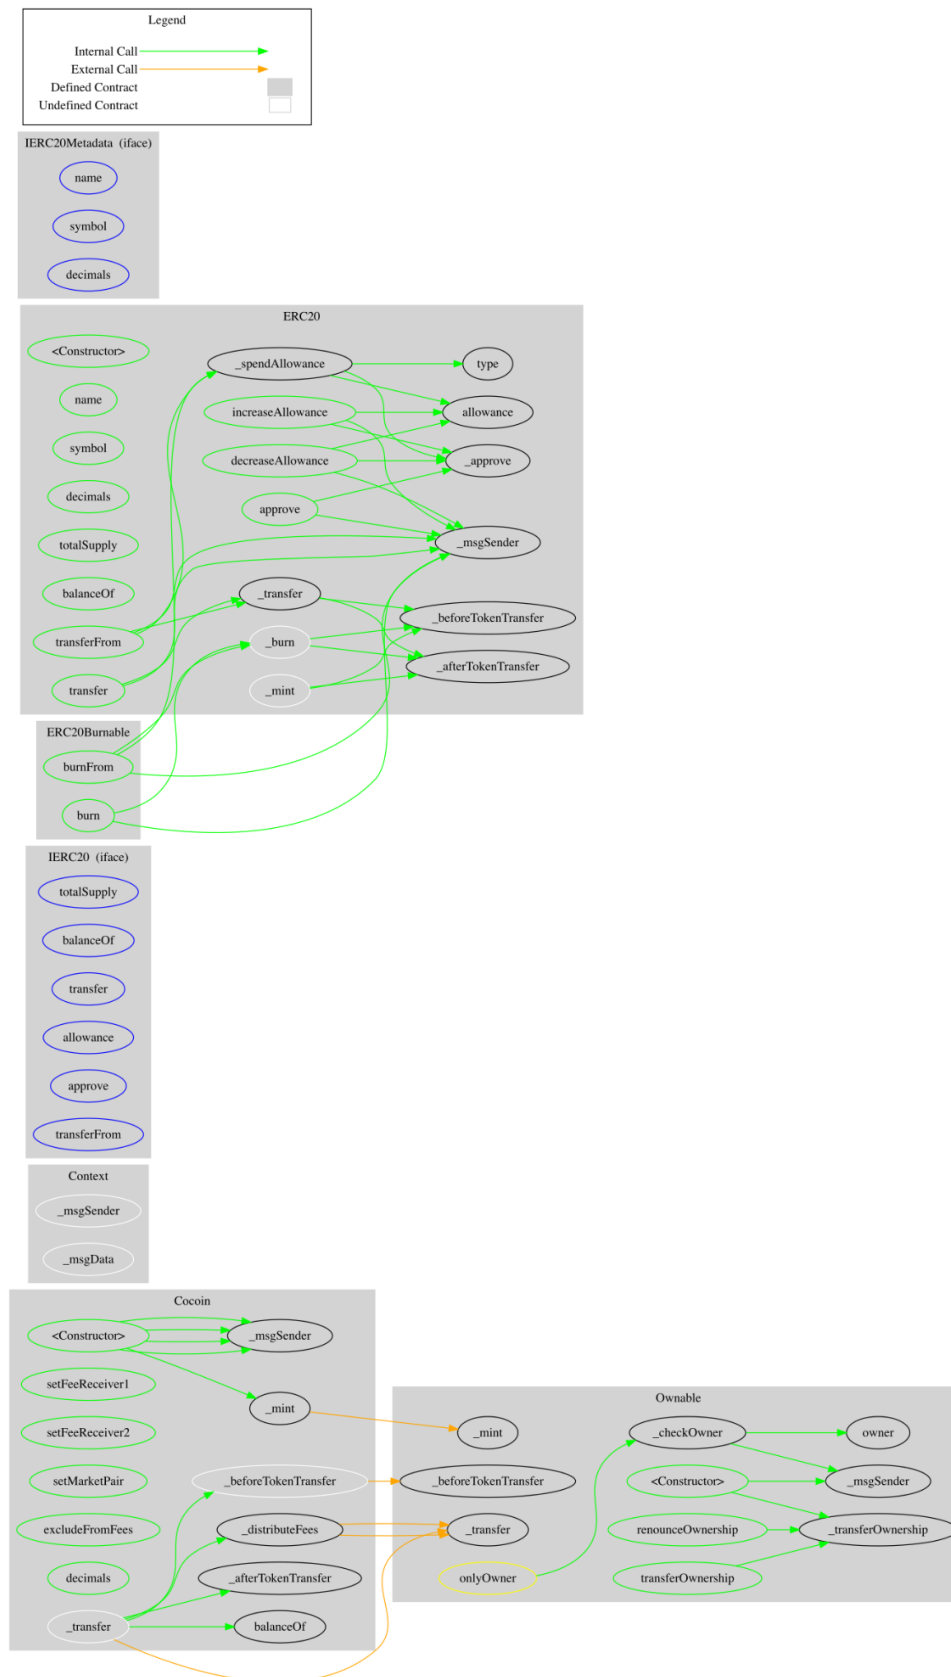 Legend
Internal Call
External Call
Defined Contract
Undefined Contract
IERC20Metadata (iface)
name
symbol
decimals
ERC20
<Constructor>
name
symbol
decimals
totalSupply
balanceOf
transferFrom
transfer
_spendAllowance
increaseAllowance
decreaseAllowance
approve
_transfer
_burn
_mint
type
allowance
_approve
_msgSender
_beforeTokenTransfer
_afterTokenTransfer
ERC20Burnable
burnFrom
burn
IERC20 (iface)
totalSupply
balanceOf
transfer
allowance
approve
transferFrom
Context
_msgSender
_msgData
Cocoin
<Constructor>
setFeeReceiver1
setFeeReceiver2
setMarketPair
excludeFromFees
decimals
_transfer
_msgSender
_mint
_beforeTokenTransfer
_distributeFees
_afterTokenTransfer
balanceOf
Ownable
_mint
_beforeTokenTransfer
_transfer
onlyOwner
_checkOwner
<Constructor>
renounceOwnership
transferOwnership
owner
_msgSender
_transferOwnership